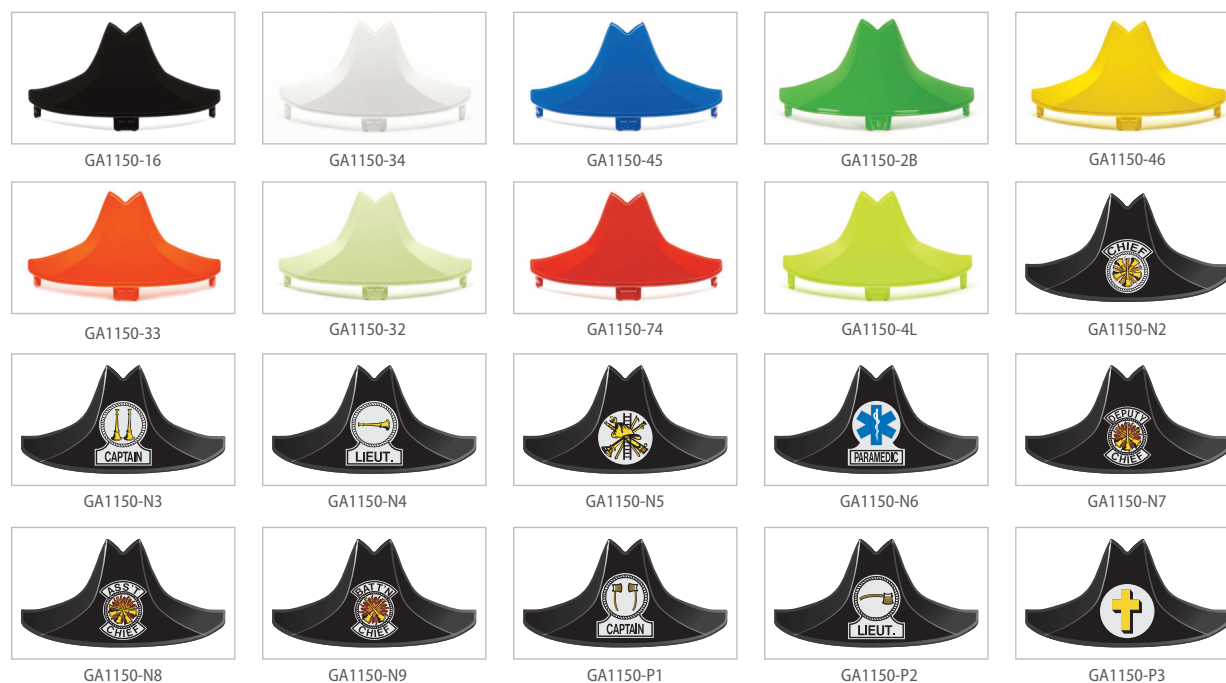 GA1150-16
GA1150-34
GA1150-45
GA1150-2B
GA1150-46
GA1150-33
GA1150-32
GA1150-74
GA1150-4L
CHIEF
GA1150-N2
CAPTAIN
GA1150-N3
LIEUT.
GA1150-N4
GA1150-N5
PARAMEDIC
GA1150-N6
DEPUTY
CHIEF
GA1150-N7
ASS'T
CHIEF
GA1150-N8
BATT'N
CHIEF
GA1150-N9
CAPTAIN
GA1150-P1
LIEUT.
GA1150-P2
GA1150-P3